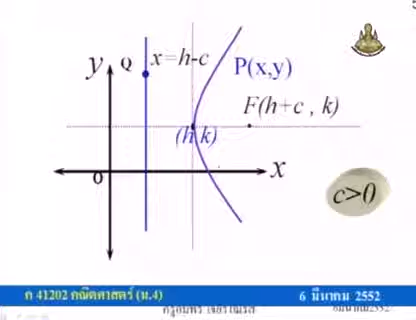 y
Q
x=h-c
P(x,y)
F(h+c , k)
(h,k)
x
O
c>0
ค 41202 คณิตศาสตร์ (ม.4)
6 มีนาคม 2552